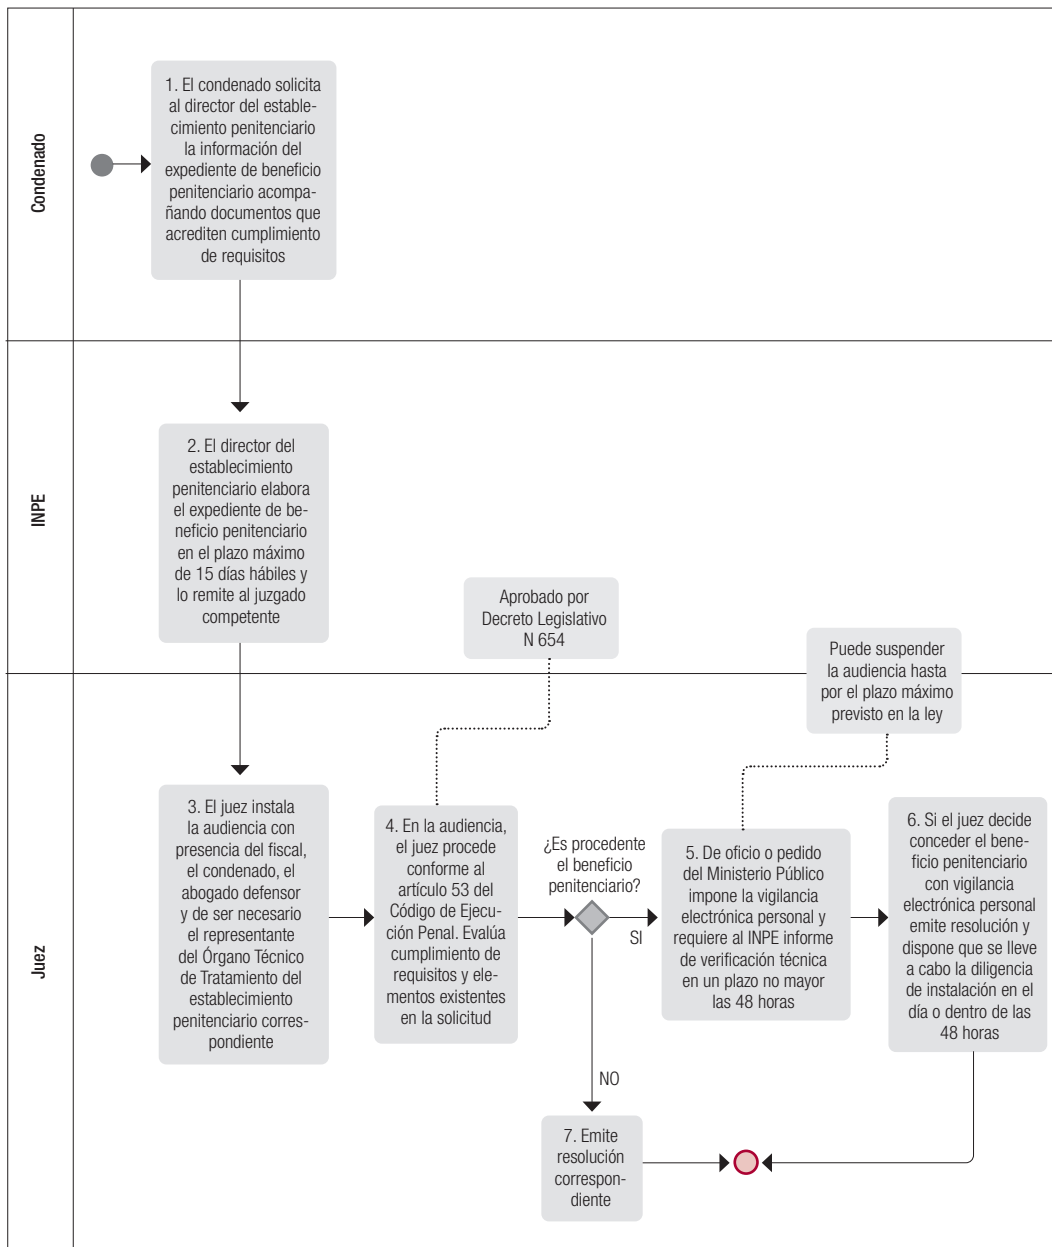 Condenado
1. El condenado solicita
al director del estable-
cimiento penitenciario
la información del
expediente de beneficio
penitenciario acompa-
ñando documentos que
acrediten cumplimiento
de requisitos
INPE
2. El director del
establecimiento
penitenciario elabora
el expediente de be-
neficio penitenciario
en el plazo máximo
de 15 días hábiles y
lo remite al juzgado
competente
Aprobado por
Decreto Legislativo
N 654
Puede suspender
la audiencia hasta
por el plazo máximo
previsto en la ley
Juez
3. El juez instala
la audiencia con
presencia del fiscal,
el condenado, el
abogado defensor
y de ser necesario
el representante
del Órgano Técnico
de Tratamiento del
establecimiento
penitenciario corres-
pondiente
4. En la audiencia,
el juez procede
conforme al
artículo 53 del
Código de Ejecu-
ción Penal. Evalúa
cumplimiento de
requisitos y ele-
mentos existentes
en la solicitud
¿Es procedente
el beneficio
penitenciario?
SI
5. De oficio o pedido
del Ministerio Público
impone la vigilancia
electrónica personal y
requiere al INPE informe
de verificación técnica
en un plazo no mayor
las 48 horas
6. Si el juez decide
conceder el bene-
ficio penitenciario
con vigilancia
electrónica personal
emite resolución y
dispone que se lleve
a cabo la diligencia
de instalación en el
día o dentro de las
48 horas
NO
7. Emite
resolución
correspon-
diente